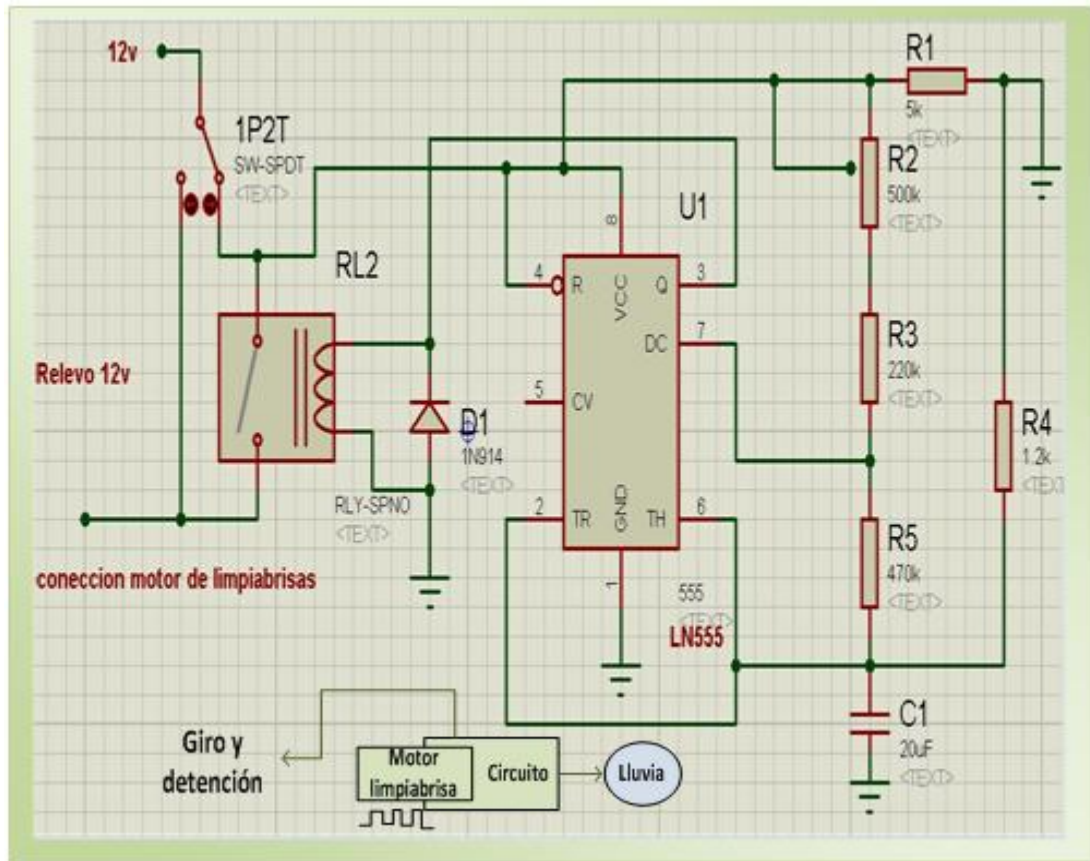 12v
1P2T
SW-SPDT
<TEXT>
RL2
Relevo 12v
RLY-SPNO
<TEXT>
coneccion motor de limpiabrisas
D1
1N914
<TEXT>
U1
4
R
8
VCC
Q
3
DC
7
5
CV
2
TR
GND
1
TH
6
555
<TEXT>
LN555
R1
5k
<TEXT>
R2
500k
<TEXT>
R3
220k
<TEXT>
R4
1.2k
<TEXT>
R5
470k
<TEXT>
C1
20uF
<TEXT>
Giro y
detención
Motor
limpiabrisa
Circuito
Lluvia